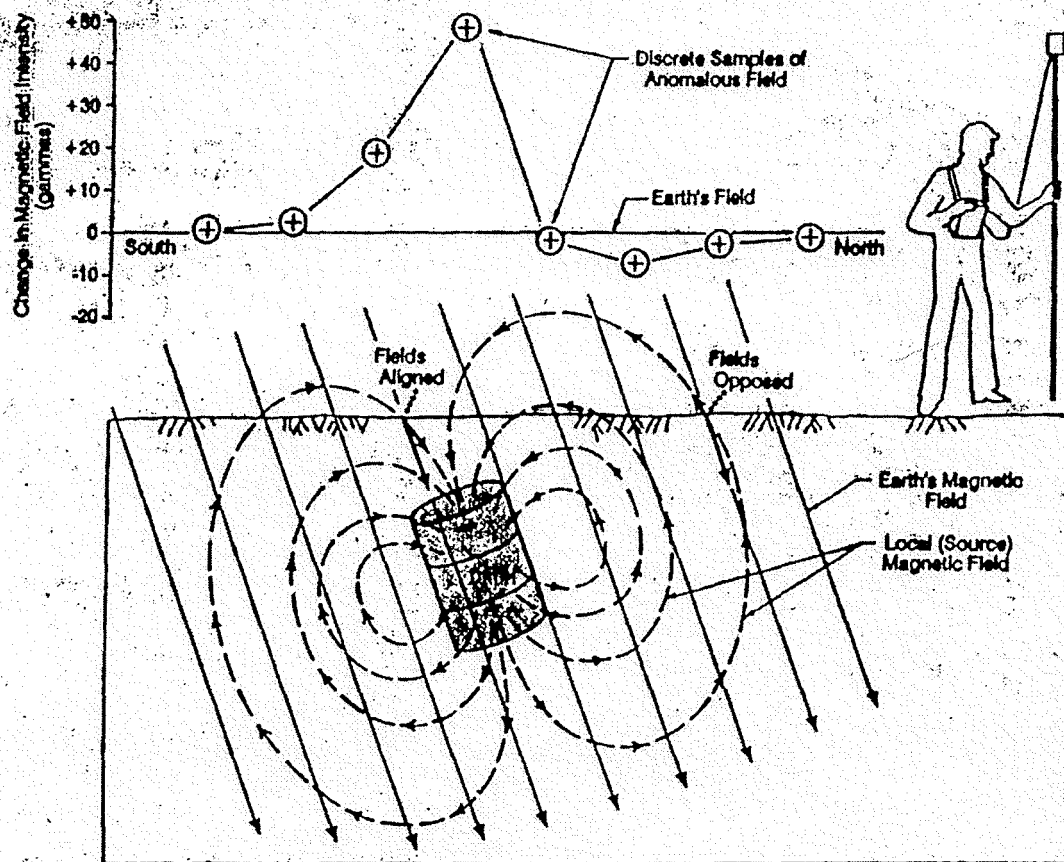 Change in Magnetic Field Intensity
(gammas)
+50
+40
+30
+20
+10
0
-10
-20
South
North
Discrete Samples of
Anomalous Field
Earth's Field
Fields
Aligned
Fields
Opposed
Earth's Magnetic
Field
Local (Source)
Magnetic Field